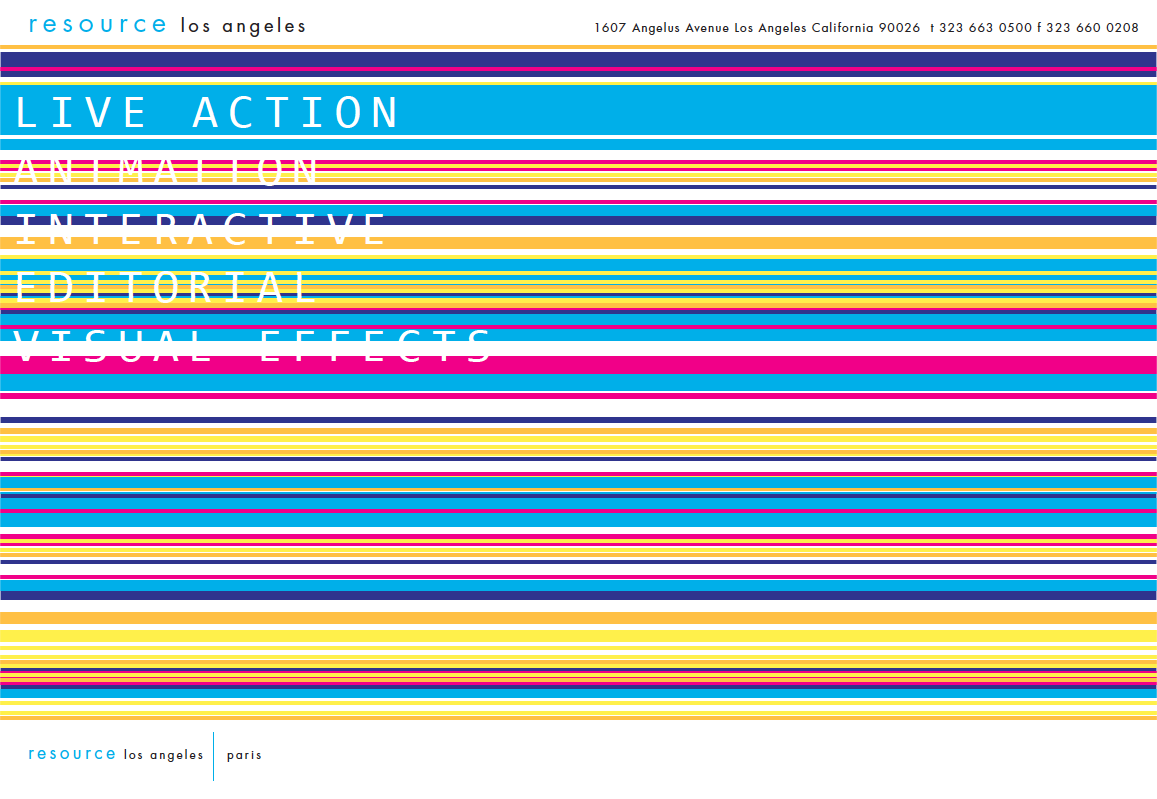 resource los angeles
1607 Angelus Avenue Los Angeles California 90026 t 323 663 0500 f 323 660 0208
LIVE ACTION
ANIMATION
INTERACTIVE
EDITORIAL
VISUAL EFFECTS
resource los angeles | paris